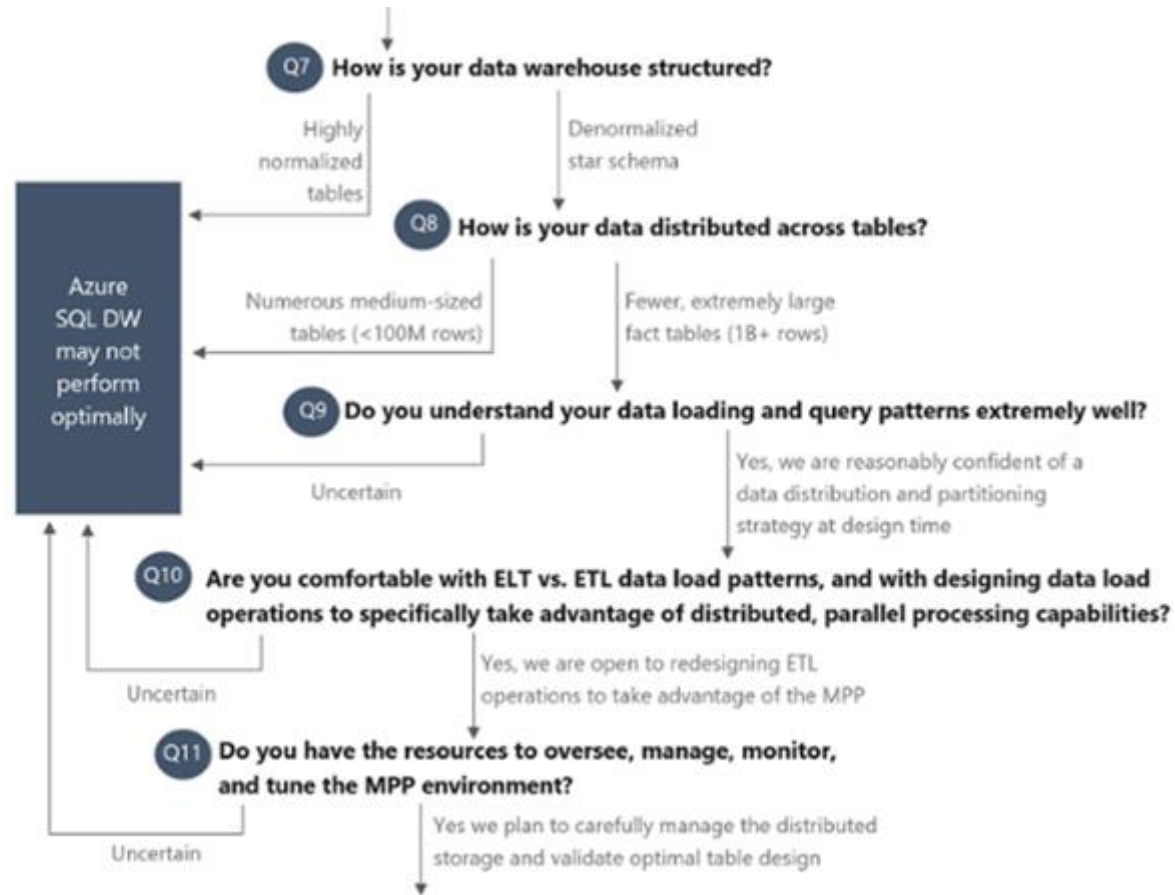 Q7 How is your data warehouse structured?
Highly
normalized
tables
Denormalized
star schema
Azure
SQL DW
may not
perform
optimally
Q8 How is your data distributed across tables?
Numerous medium-sized
tables (<100M rows)
Fewer, extremely large
fact tables (1B+ rows)
Q9 Do you understand your data loading and query patterns extremely well?
Uncertain
Yes, we are reasonably confident of a
data distribution and partitioning
strategy at design time
Q10 Are you comfortable with ELT vs. ETL data load patterns, and with designing data load
operations to specifically take advantage of distributed, parallel processing capabilities?
Uncertain
Yes, we are open to redesigning ETL
operations to take advantage of the MPP
Q11 Do you have the resources to oversee, manage, monitor,
and tune the MPP environment?
Uncertain
Yes we plan to carefully manage the distributed
storage and validate optimal table design